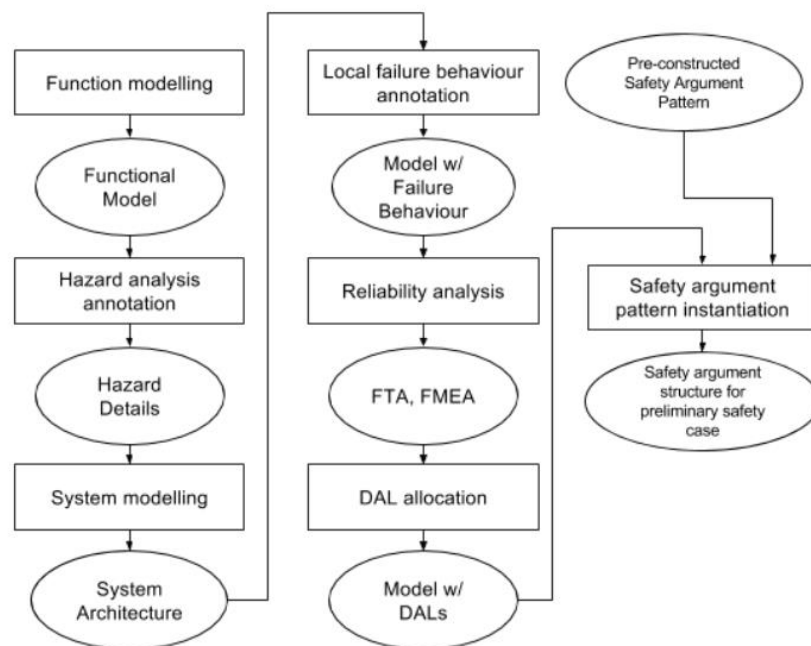 Function modelling
Functional
Model
Hazard analysis
annotation
Hazard
Details
System modelling
System
Architecture
Local failure behaviour
annotation
Model w/
Failure
Behaviour
Reliability analysis
FTA, FMEA
DAL allocation
Model w/
DALs
Pre-constructed
Safety Argument
Pattern
Safety argument
pattern instantiation
Safety argument
structure for
preliminary safety
case